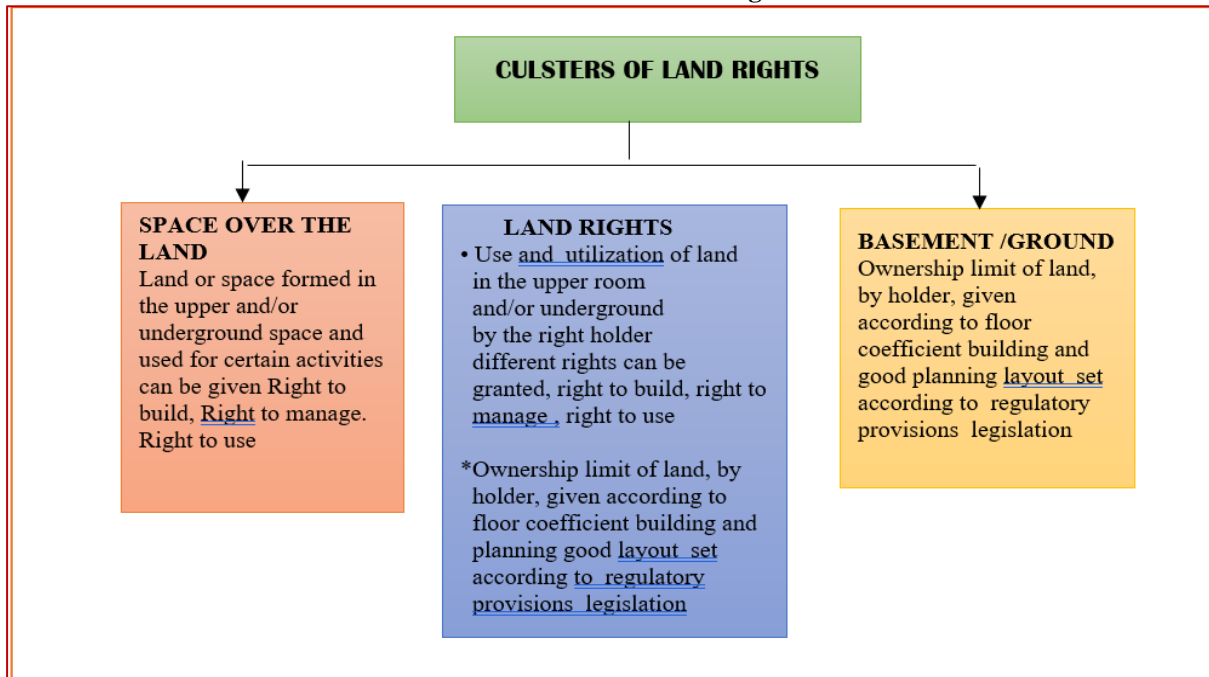 CULSTERS OF LAND RIGHTS
SPACE OVER THE
LAND
Land or space formed in
the upper and/or
underground space and
used for certain activities
can be given Right to
build, Right to manage.
Right to use
LAND RIGHTS
• Use and utilization of land
in the upper room
and/or underground
by the right holder
different rights can be
granted, right to build, right to
manage , right to use
*Ownership limit of land, by
holder, given according to
floor coefficient building and
planning good layout set
according to regulatory
provisions legislation
BASEMENT /GROUND
Ownership limit of land,
by holder, given
according to floor
coefficient building and
good planning layout set
according to regulatory
provisions legislation